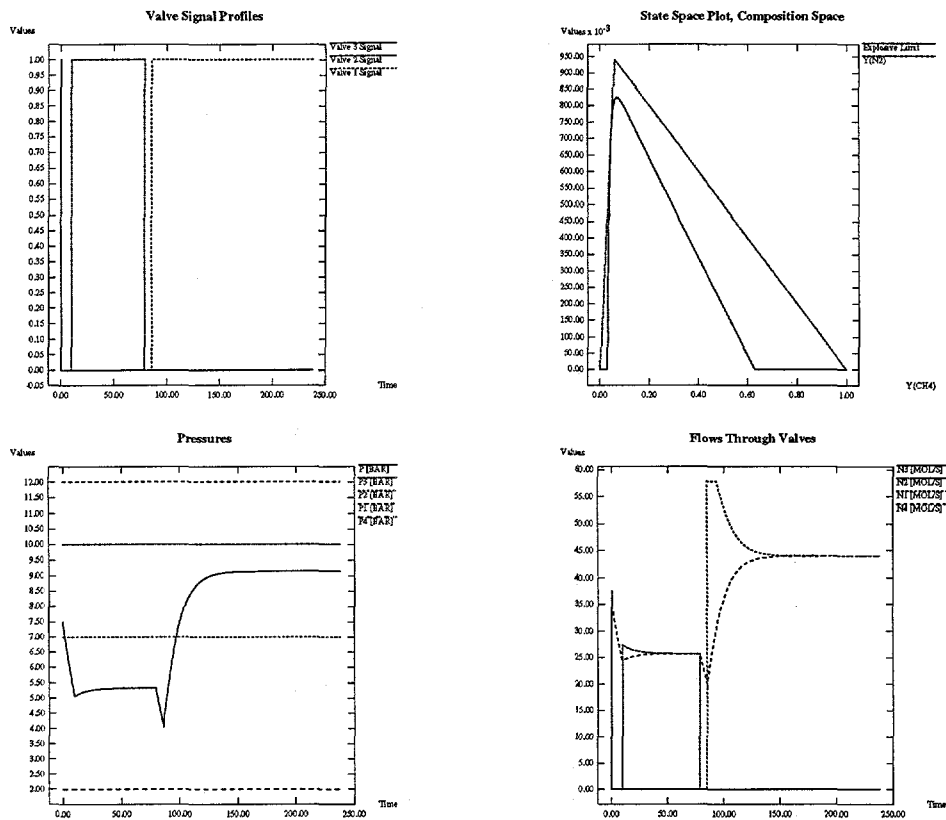 Valve Signal Profiles
Values
Valve 3 Signal
Valve 2 Signal
Valve 1 Signal
1.00
0.95
0.90
0.85
0.80
0.75
0.70
0.65
0.60
0.55
0.50
0.45
0.40
0.35
0.30
0.25
0.20
0.15
0.10
0.05
0.00
-0.05
0.00 50.00 100.00 150.00 200.00 250.00
Time
State Space Plot, Composition Space
Values x 10-3
Explosive Limit
Y(N2)
950.00
900.00
850.00
800.00
750.00
700.00
650.00
600.00
550.00
500.00
450.00
400.00
350.00
300.00
250.00
200.00
150.00
100.00
50.00
0.00
0.00 0.20 0.40 0.60 0.80 1.00
Y(CH4)
Pressures
Values
P [BAR]
P3 [BAR]
P2 [BAR]
P1 [BAR]
P4 [BAR]
12.00
11.50
11.00
10.50
10.00
9.50
9.00
8.50
8.00
7.50
7.00
6.50
6.00
5.50
5.00
4.50
4.00
3.50
3.00
2.50
2.00
0.00 50.00 100.00 150.00 200.00 250.00
Time
Flows Through Valves
Values
N3 [MOL/S]
N2 [MOL/S]
N1 [MOL/S]
N4 [MOL/S]
60.00
55.00
50.00
45.00
40.00
35.00
30.00
25.00
20.00
15.00
10.00
5.00
0.00
0.00 50.00 100.00 150.00 200.00 250.00
Time